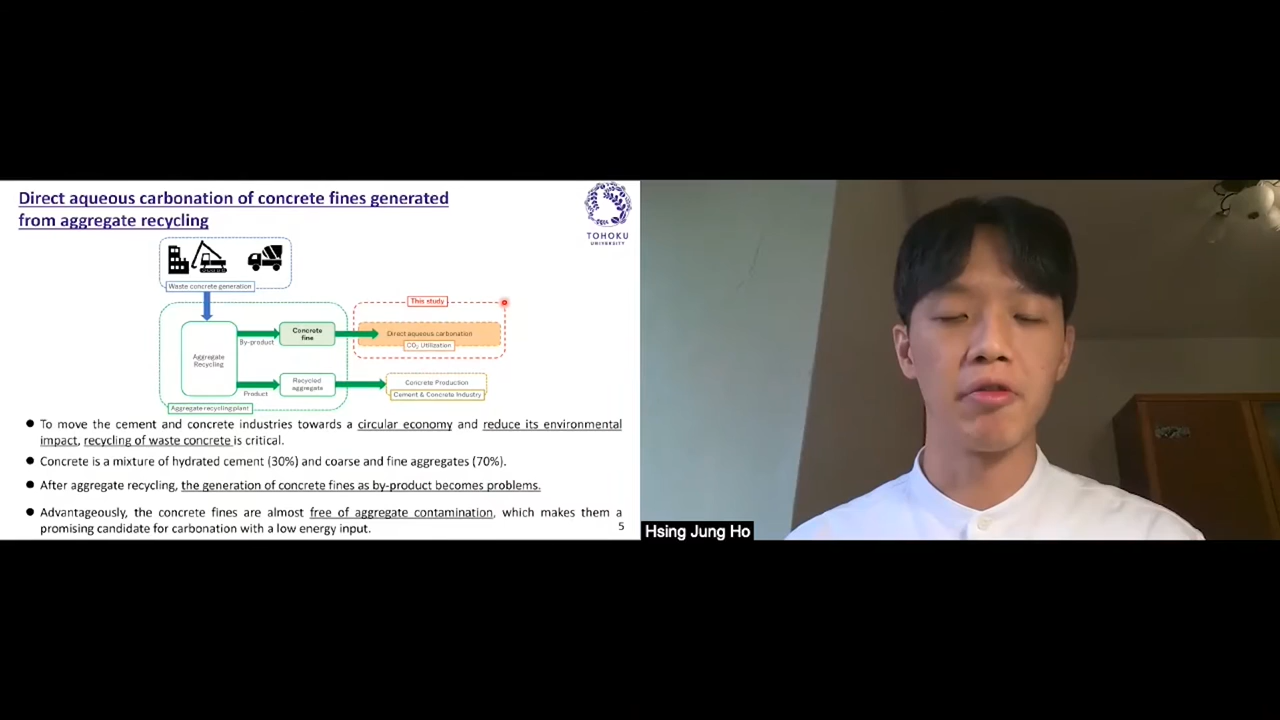 Direct aqueous carbonation of concrete fines generated
from aggregate recycling
TOHOKU
UNIVERSITY
Waste concrete generation
This study
Aggregate
Recycling
By-product
Concrete
fine
Direct aqueous carbonation
CO₂ Utilization
Product
Recycled
aggregate
Concrete Production
Cement & Concrete Industry
Aggregate recycling plant
● To move the cement and concrete industries towards a circular economy and reduce its environmental
impact, recycling of waste concrete is critical.
● Concrete is a mixture of hydrated cement (30%) and coarse and fine aggregates (70%).
● After aggregate recycling, the generation of concrete fines as by-product becomes problems.
● Advantageously, the concrete fines are almost free of aggregate contamination, which makes them a
promising candidate for carbonation with a low energy input.
5
Hsing Jung Ho